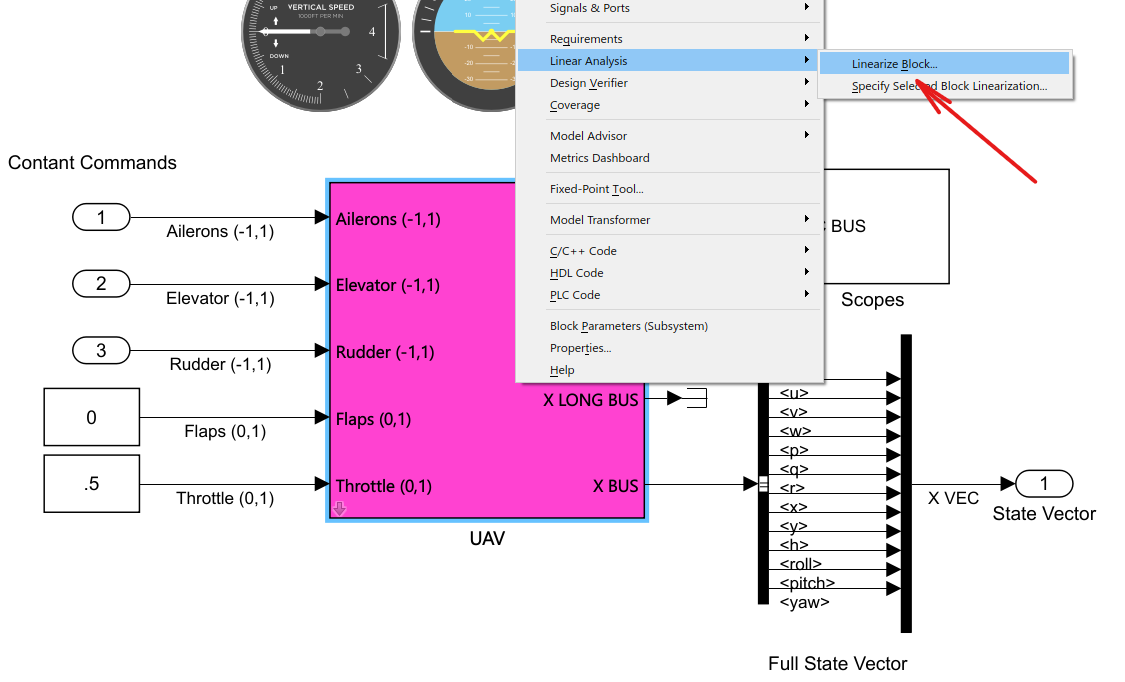 UP
VERTICAL SPEED
1000FT PER MIN
4
DOWN
1
2
3
10
10
-10
-10
-20
-20
-30
-30
Signals & Ports
Requirements
Linear Analysis
Design Verifier
Coverage
Model Advisor
Metrics Dashboard
Fixed-Point Tool...
Model Transformer
C/C++ Code
HDL Code
PLC Code
Block Parameters (Subsystem)
Properties...
Help
Linearize Block...
Specify Selected Block Linearization...
Contant Commands
1
Ailerons (-1,1)
2
Elevator (-1,1)
3
Rudder (-1,1)
0
Flaps (0,1)
.5
Throttle (0,1)
Ailerons (-1,1)
Elevator (-1,1)
Rudder (-1,1)
Flaps (0,1)
Throttle (0,1)
X LONG BUS
X BUS
UAV
BUS
Scopes
<u>
<v>
<w>
<p>
<q>
<r>
<x>
<y>
<h>
<roll>
<pitch>
<yaw>
X VEC
1
State Vector
Full State Vector